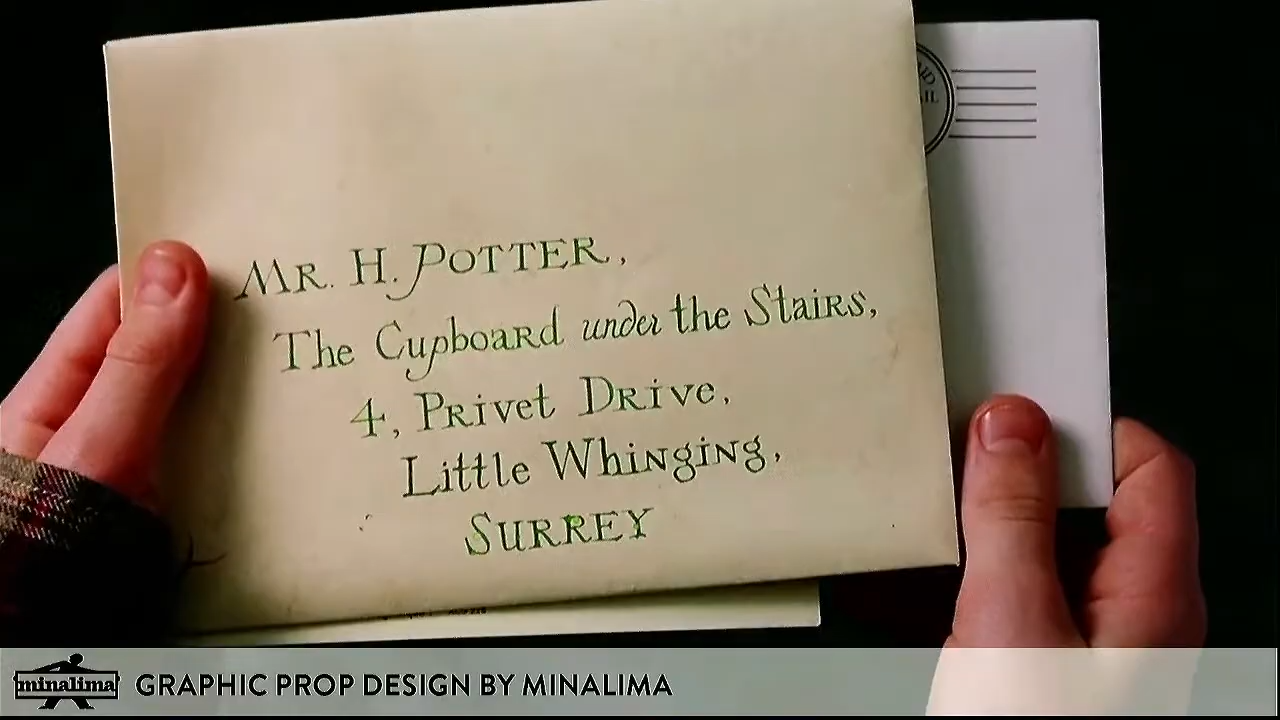 MR. H. POTTER,
The Cupboard under the Stairs,
4, Privet Drive,
Little Whinging,
SURREY
minalima GRAPHIC PROP DESIGN BY MINALIMA